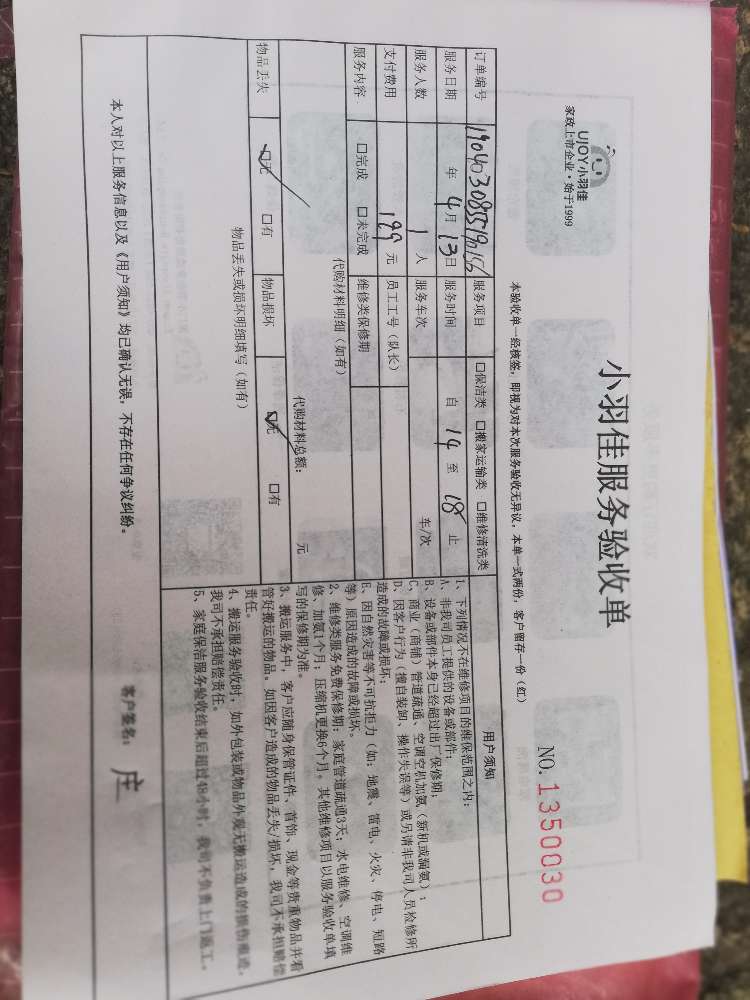 UJOY小羽佳
家政上市企业·始于1999
小羽佳服务验收单
NO.1350030
本验收单一经核签，即视为对本次服务验收无异议，本单一式两份，客户留存一份（红）
订单编号 服务项目 口保洁类 口搬家运输类 口维修清洗类
服务日期 年 4月13日 服务时间 自 14 至 18 止
服务人数 1 人 服务车次 车/次
支付费用 199 元 员工工号（队长）
服务内容 口完成 口未完成 维修类保修期
代购材料明细（如有）
代购材料总额： 元
物品丢失 口无 口有 物品损坏 口无 口有
物品丢失或损坏明细填写（如有）
用户须知
1、下列情况不在维修项目的维保范围之内：
A、非我司员工提供的设备或部件；
B、设备或部件本身已经超过出厂保修期；
C、商业（商铺）管道疏通、空调空机加氨（新机或漏氨）；
D、因客户行为（擅自装卸、操作失误等）或另请非我司人员检修所
造成的故障或损坏；
E、因自然灾害等不可抗拒力（如：地震、雷电、火灾、停电、短路
等）原因造成的故障或损坏。
2、维修类服务免费保修期：家庭管道疏通3天；水电维修、空调维
修、加氨1个月；压缩机更换6个月。其他维修项目以服务验收单填
写的保修期为准。
3、搬运服务中，客户应随身保管证件、首饰、现金等贵重物品并看
管好搬运的物品。如因客户造成的物品丢失/损坏，我司不承担赔偿
责任。
4、搬运服务验收时，如外包装或物品外观无搬运造成的损伤痕迹，
我司不承担赔偿责任。
5、家庭保洁服务验收结束后超过48小时，我司不负责上门返工。
本人对以上服务信息以及《用户须知》均已确认无误，不存在任何争议纠纷。
客户签名： 庄